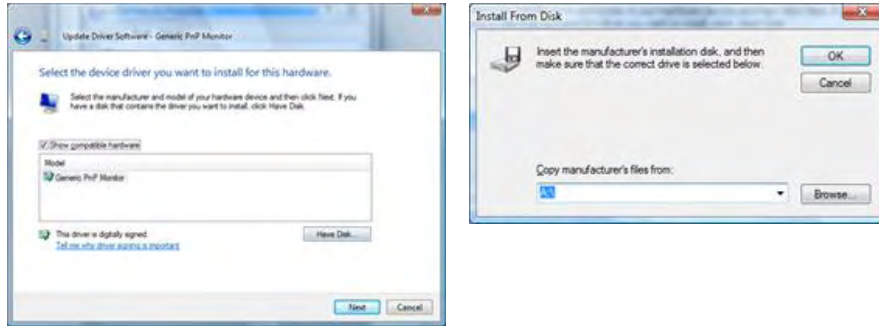 Update Driver Software - Generic PnP Monitor
Select the device driver you want to install for this hardware.
Select the manufacturer and model of your hardware device and then click Next. If you
have a disk that contains the driver you want to install, click Have Disk.
Show compatible hardware
Model
Generic PnP Monitor
This driver is digitally signed.
Tell me why driver signing is important
Have Disk...
Next
Cancel
Install From Disk
Insert the manufacturer's installation disk, and then
make sure that the correct drive is selected below.
OK
Cancel
Copy manufacturer's files from:
A:\
Browse...